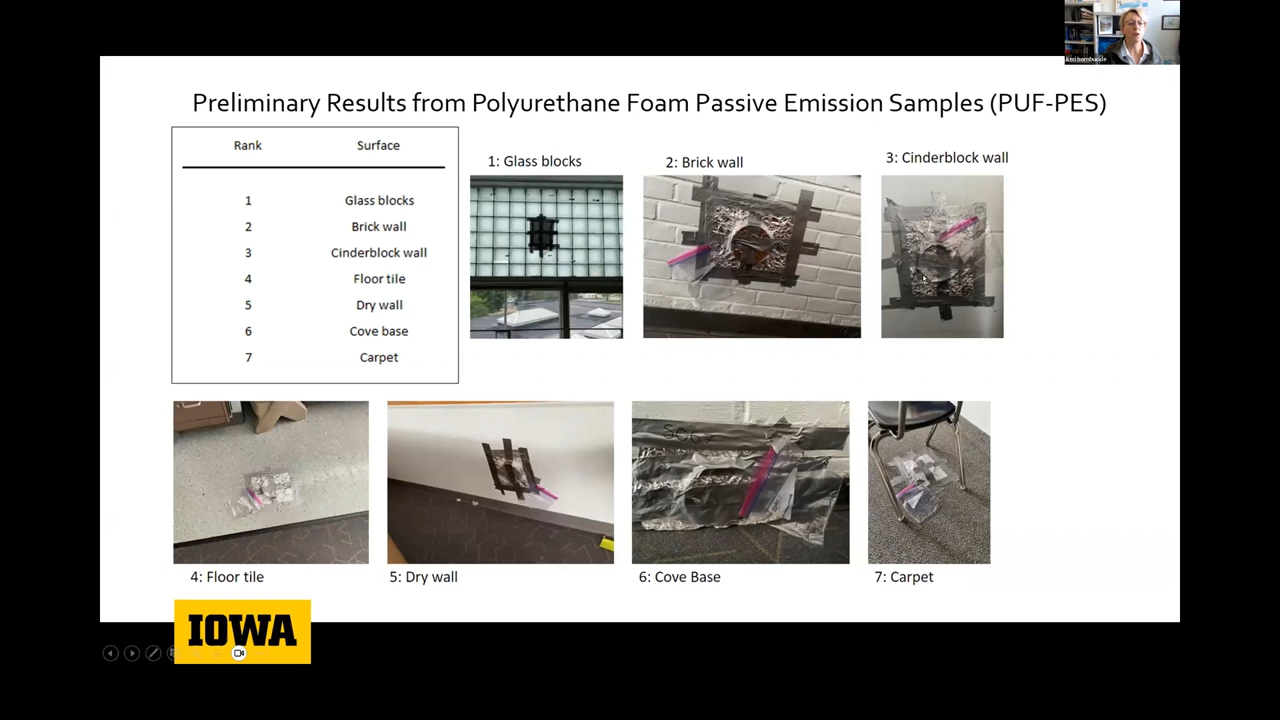 keri hornbuckle
Preliminary Results from Polyurethane Foam Passive Emission Samples (PUF-PES)
Rank Surface
1 Glass blocks
2 Brick wall
3 Cinderblock wall
4 Floor tile
5 Dry wall
6 Cove base
7 Carpet
1: Glass blocks
2: Brick wall
3: Cinderblock wall
4: Floor tile
5: Dry wall
6: Cove Base
7: Carpet
IOWA